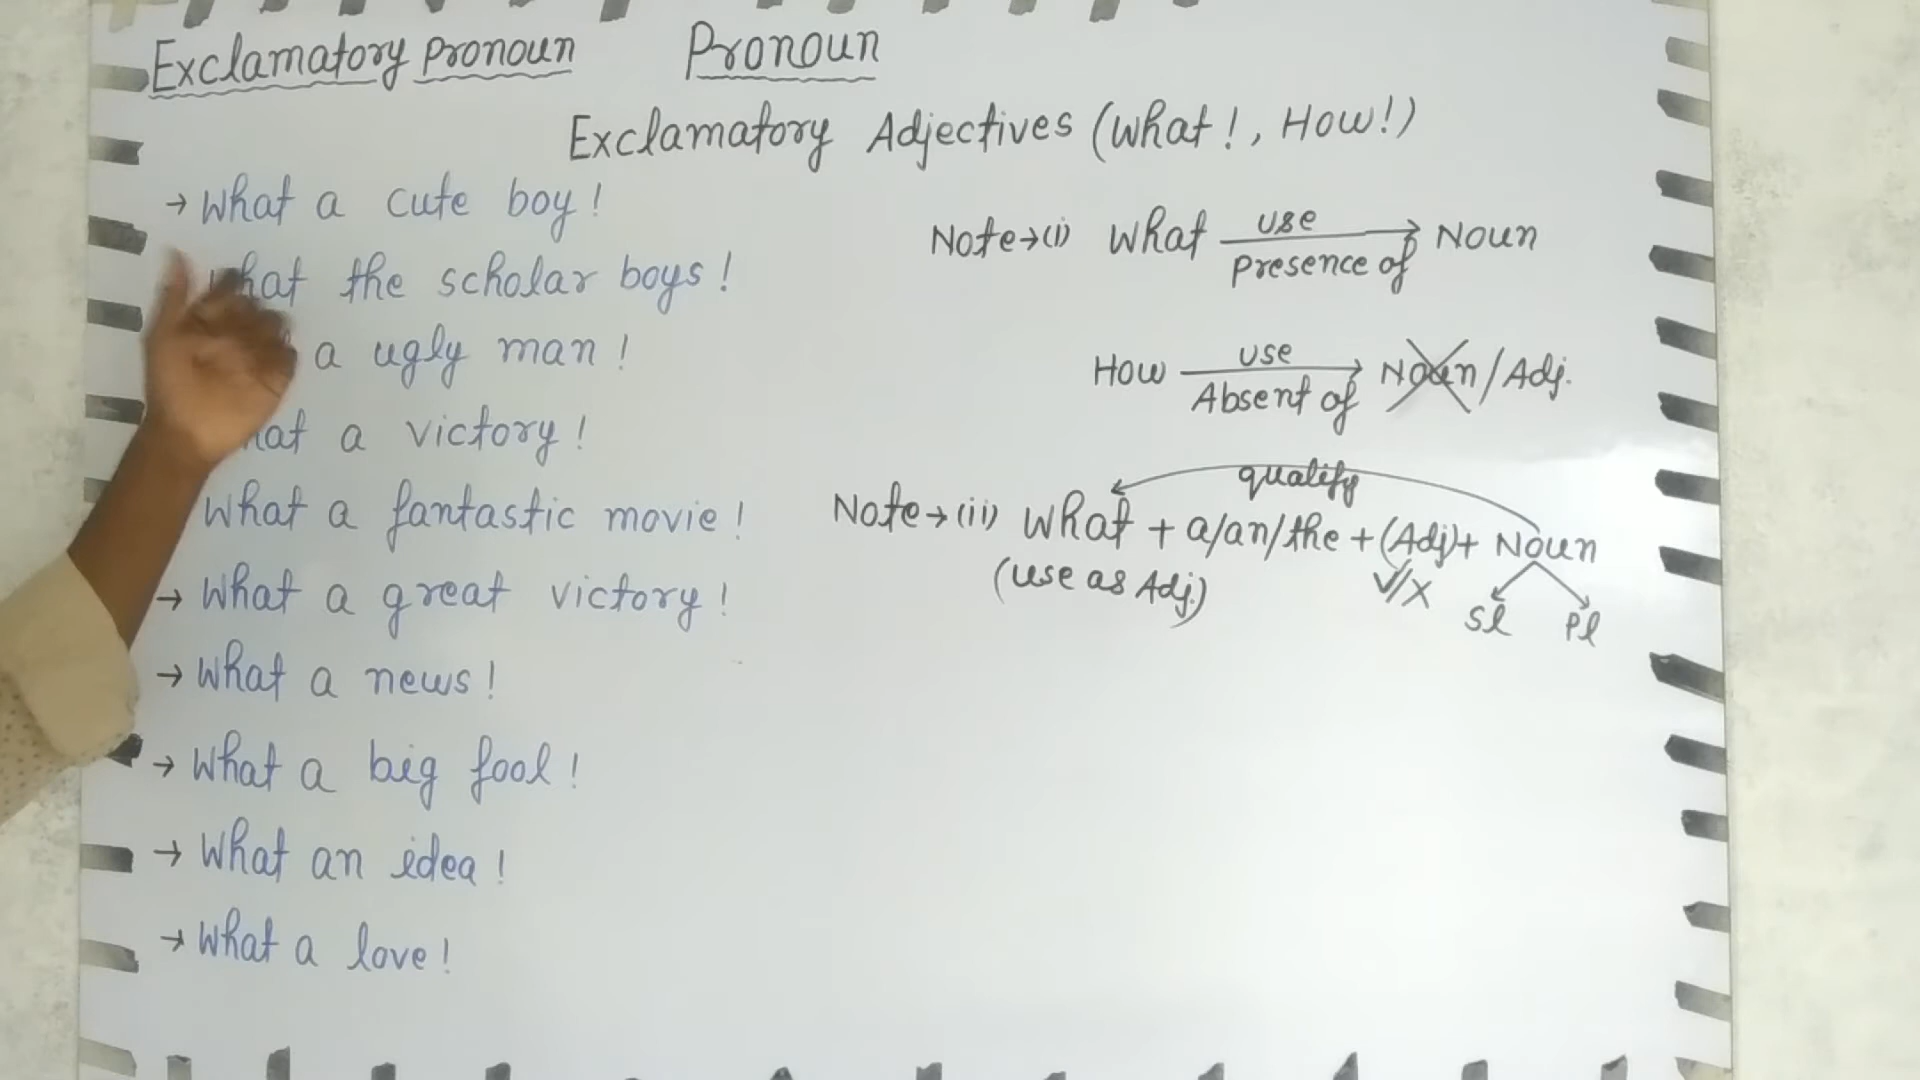 Exclamatory Pronoun Pronoun
Exclamatory Adjectives (What!, How!)
→ What a cute boy!
the scholar boys!
a ugly man!
a victory!
What a fantastic movie!
→ What a great victory!
→ What a news!
→ What a big fool!
→ What an idea!
→ What a love!
Note→(i) What use → Noun
Presence of
How use → Noun/Adj.
Absent of
qualify
Note→(ii) What + a/an/the + (Adj)+ Noun
(use as Adj.) ✓/X Sl Pl